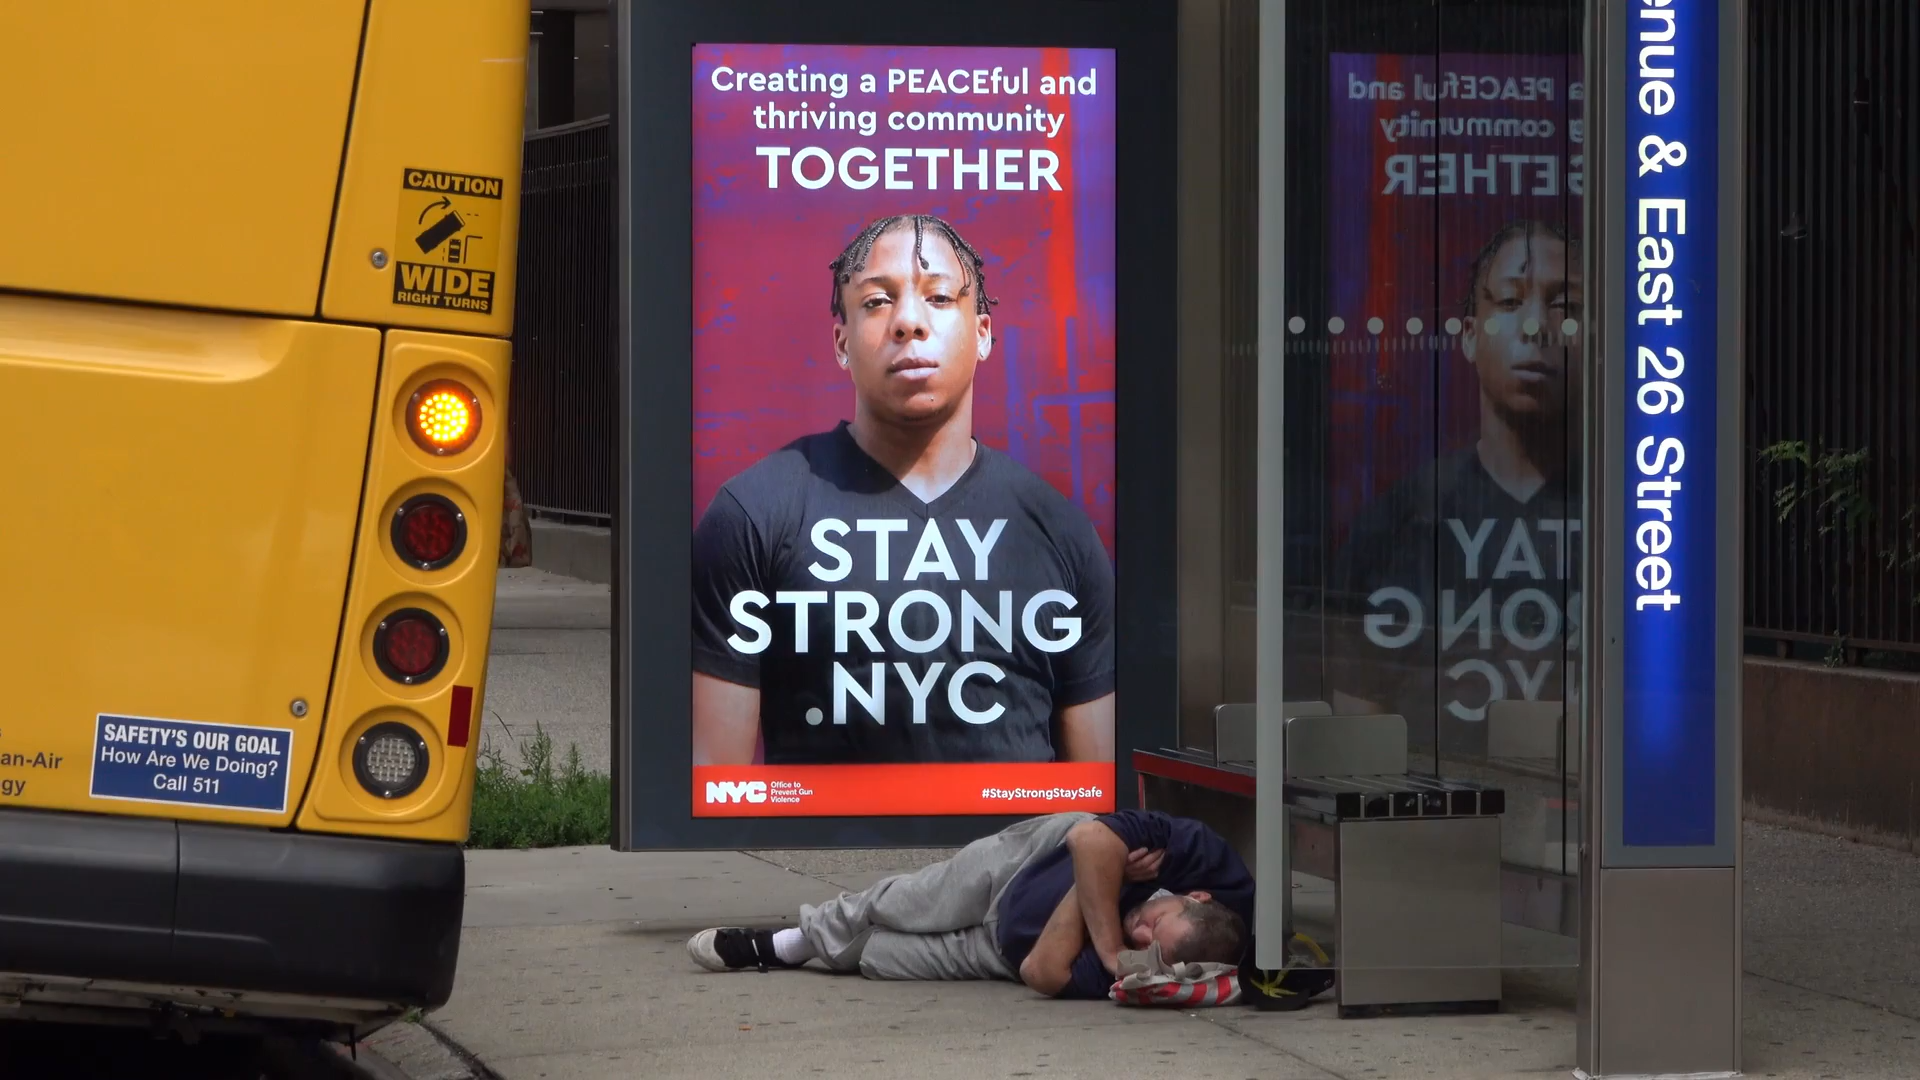 CAUTION
WIDE
RIGHT TURNS
an-Air
gy
SAFETY'S OUR GOAL
How Are We Doing?
Call 511
Creating a PEACEful and
thriving community
TOGETHER
STAY
STRONG
.NYC
NYC
Office to
Prevent Gun
Violence
#StayStrongStaySafe
enue & East 26 Street